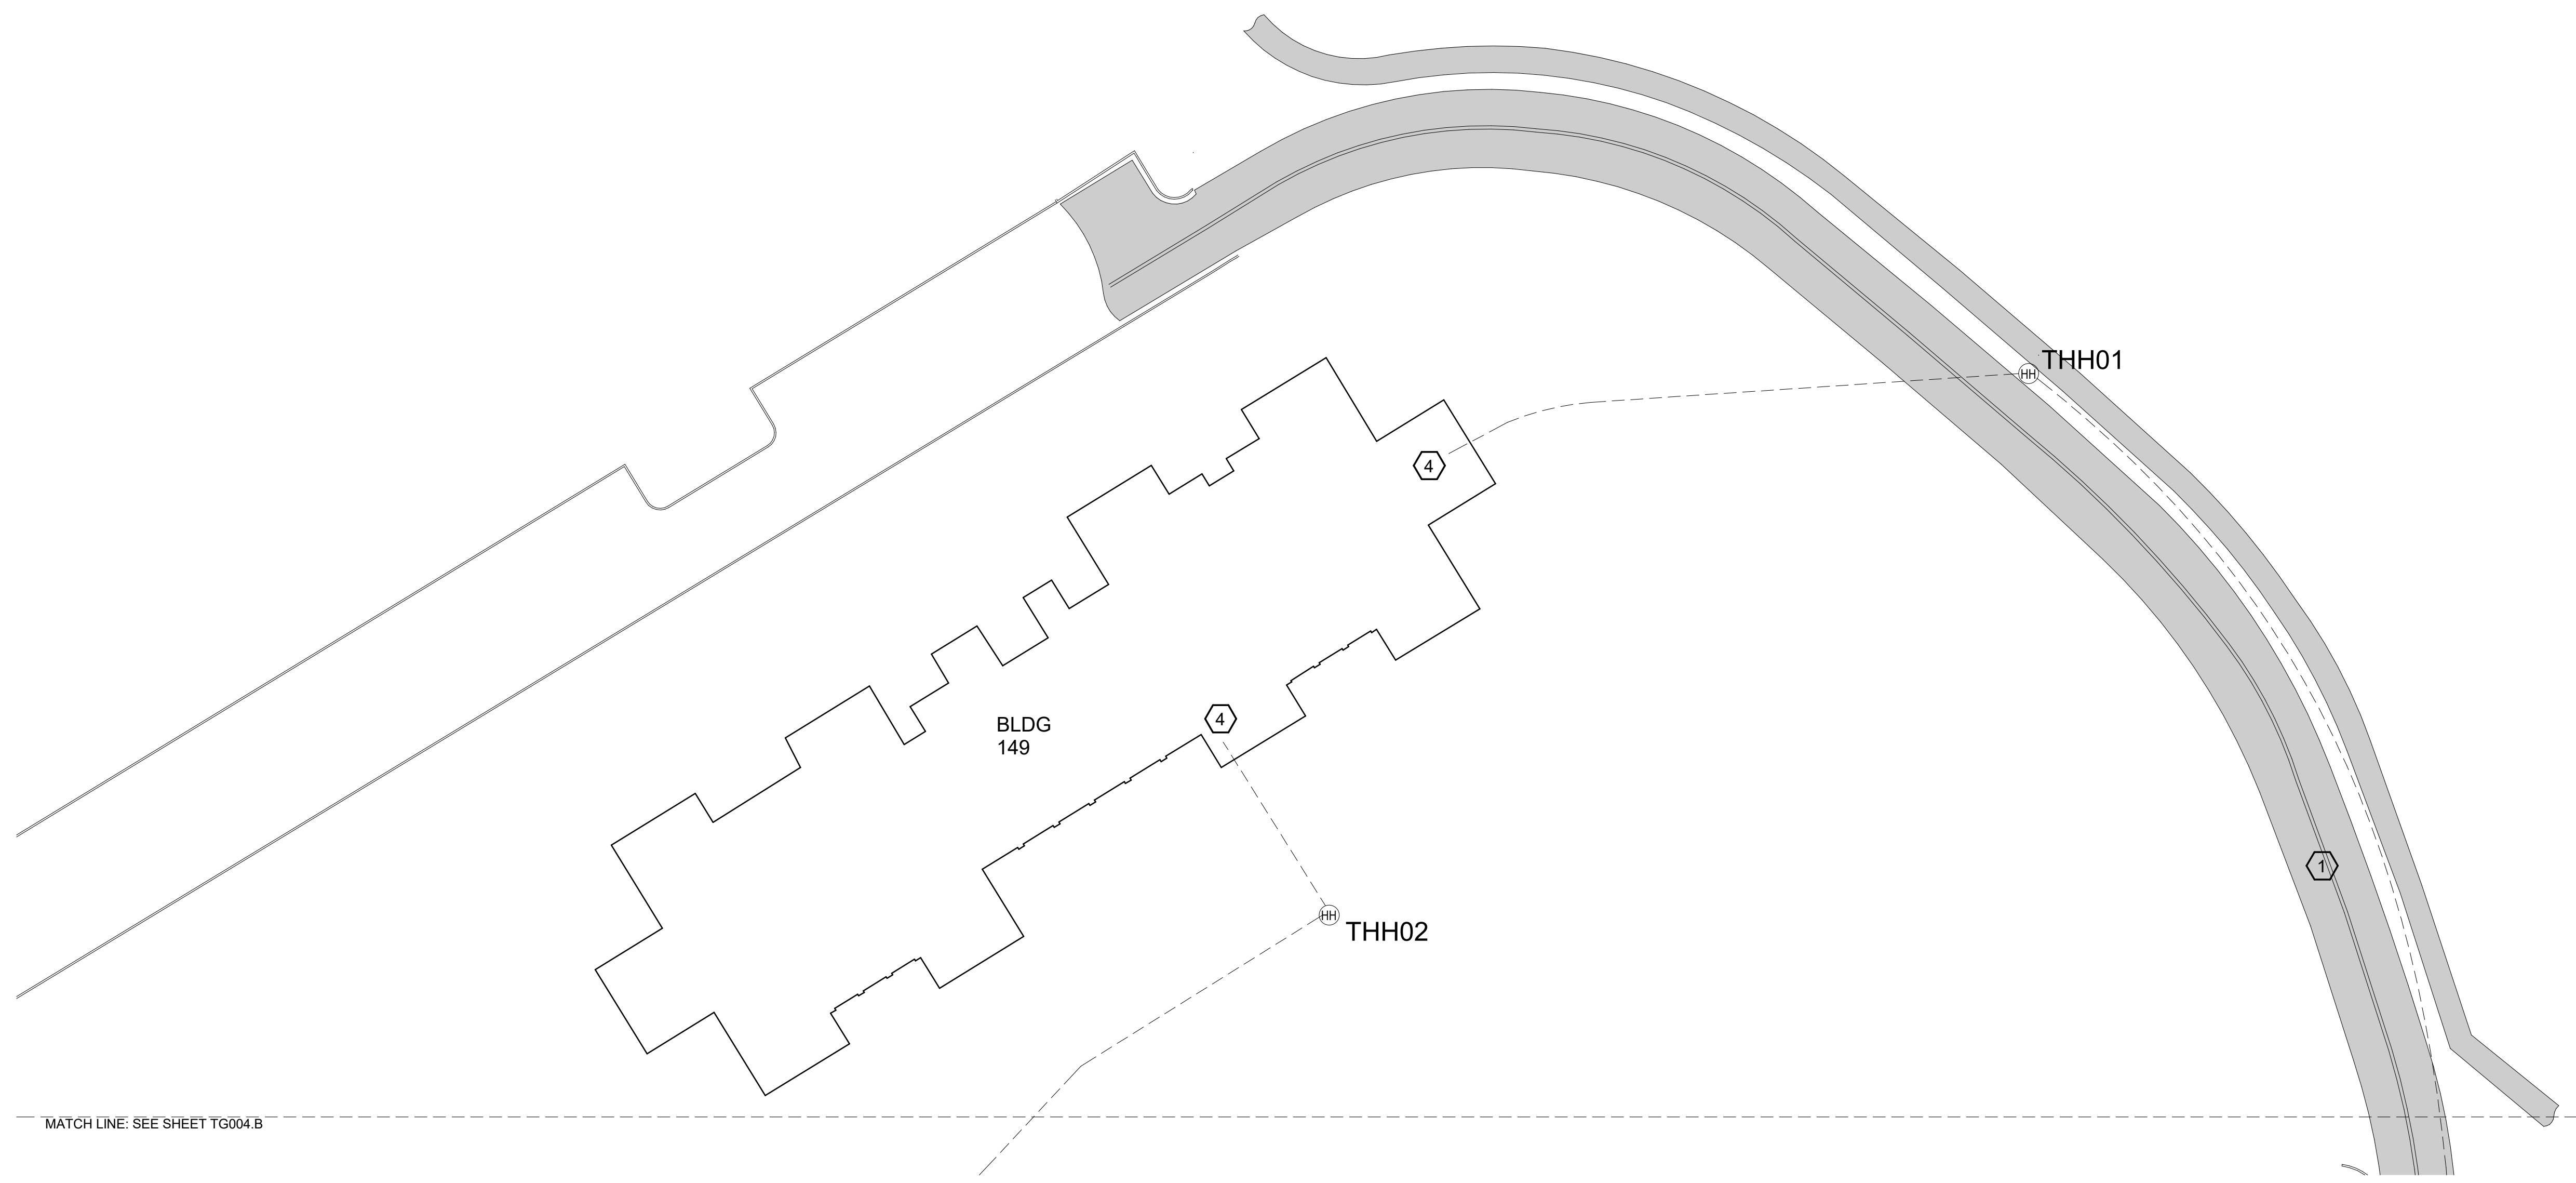 THH01
HH
4
4
BLDG
149
1
HH
THH02
MATCH LINE: SEE SHEET TG004.B